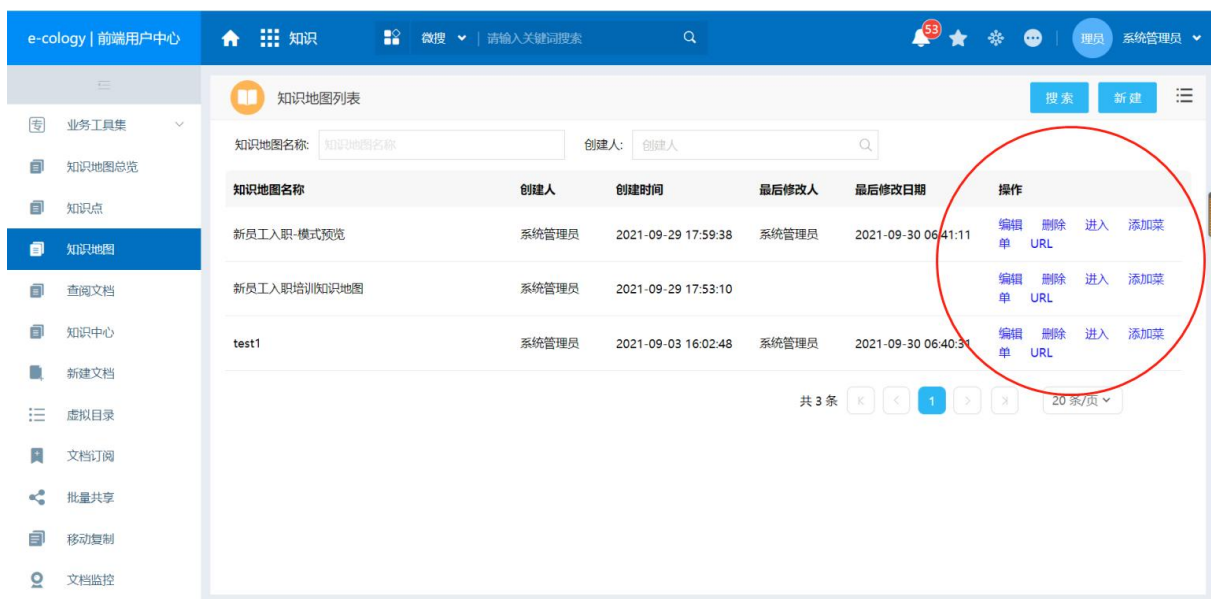 e-cology | 前端用户中心 知识 微搜 | 请输入关键词搜索 53 理员 系统管理员
知识地图列表 搜索 新建
专 业务工具集
知识地图名称: 知识地图名称 创建人: 创建人
知识地图总览
知识地图名称 创建人 创建时间 最后修改人 最后修改日期 操作
知识点
新员工入职-模式预览 系统管理员 2021-09-29 17:59:38 系统管理员 2021-09-30 06:41:11 编辑 删除 进入 添加菜
单 URL
知识地图
查阅文档
新员工入职培训知识地图 系统管理员 2021-09-29 17:53:10 编辑 删除 进入 添加菜
单 URL
知识中心
test1 系统管理员 2021-09-03 16:02:48 系统管理员 2021-09-30 06:40:31 编辑 删除 进入 添加菜
单 URL
新建文档
共 3 条 1 20 条/页
虚拟目录
文档订阅
批量共享
移动复制
文档监控